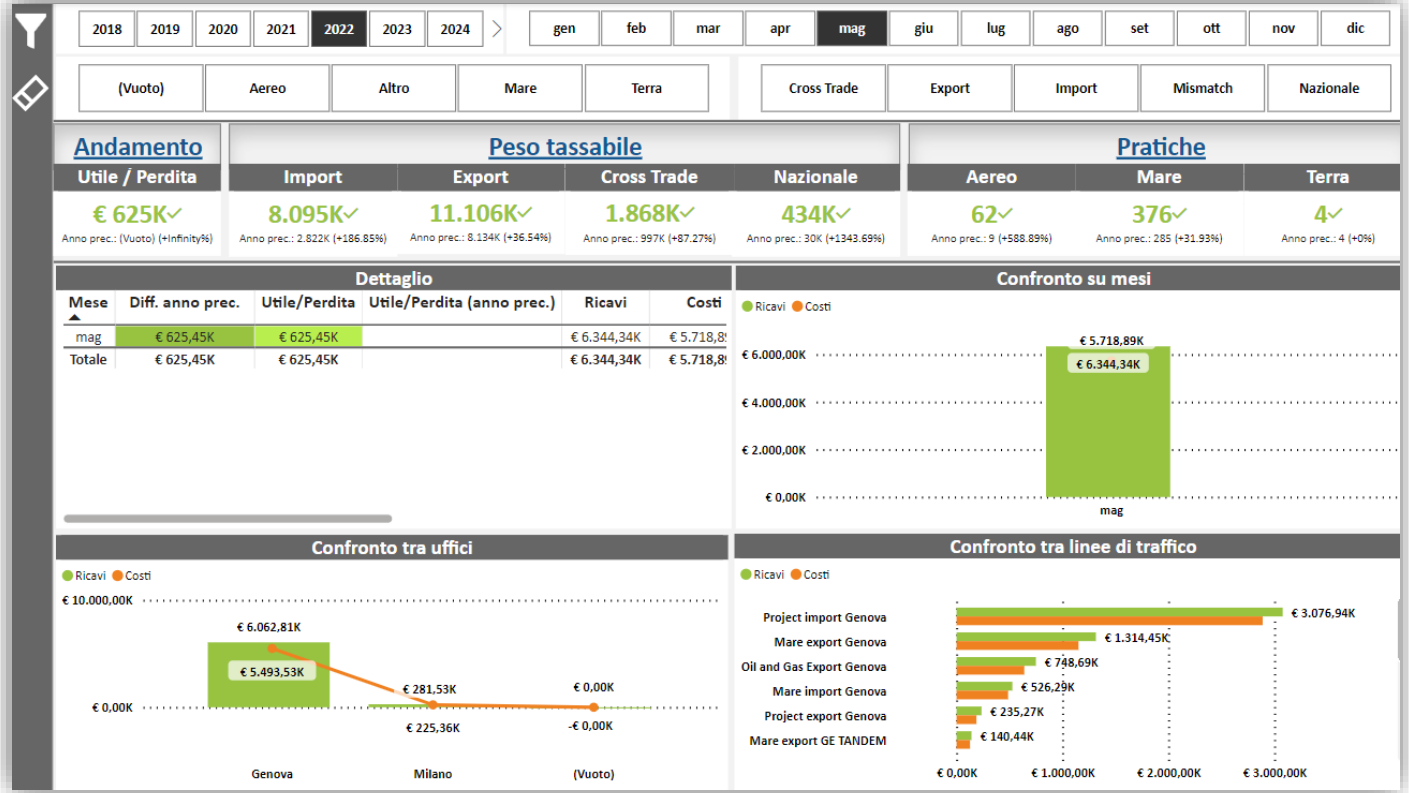 2018 2019 2020 2021 2022 2023 2024 gen feb mar apr mag giu lug ago set ott nov dic
(Vuoto) Aereo Altro Mare Terra Cross Trade Export Import Mismatch Nazionale
Andamento Peso tassabile Pratiche
Utile / Perdita Import Export Cross Trade Nazionale Aereo Mare Terra
€ 625K 8.095K 11.106K 1.868K 434K 62 376 4
Anno prec.: (Vuoto) (+Infinity%) Anno prec.: 2.822K (+186.85%) Anno prec.: 8.134K (+36.54%) Anno prec.: 997K (+87.27%) Anno prec.: 30K (+1343.69%) Anno prec.: 9 (+588.89%) Anno prec.: 285 (+31.93%) Anno prec.: 4 (+0%)
Dettaglio
Mese Diff. anno prec. Utile/Perdita Utile/Perdita (anno prec.) Ricavi Costi
mag € 625,45K € 625,45K € 6.344,34K € 5.718,8
Totale € 625,45K € 625,45K € 6.344,34K € 5.718,8
Confronto su mesi
Ricavi Costi
€ 5.718,89K
€ 6.000,00K
€ 6.344,34K
€ 4.000,00K
€ 2.000,00K
€ 0,00K
mag
Confronto tra uffici
Ricavi Costi
€ 10.000,00K
€ 6.062,81K
€ 5.493,53K
€ 281,53K € 0,00K
€ 0,00K
€ 225,36K -€ 0,00K
Genova Milano (Vuoto)
Confronto tra linee di traffico
Ricavi Costi
Project import Genova € 3.076,94K
Mare export Genova € 1.314,45K
Oil and Gas Export Genova € 748,69K
Mare import Genova € 526,29K
Project export Genova € 235,27K
Mare export GE TANDEM € 140,44K
€ 0,00K € 1.000,00K € 2.000,00K € 3.000,00K